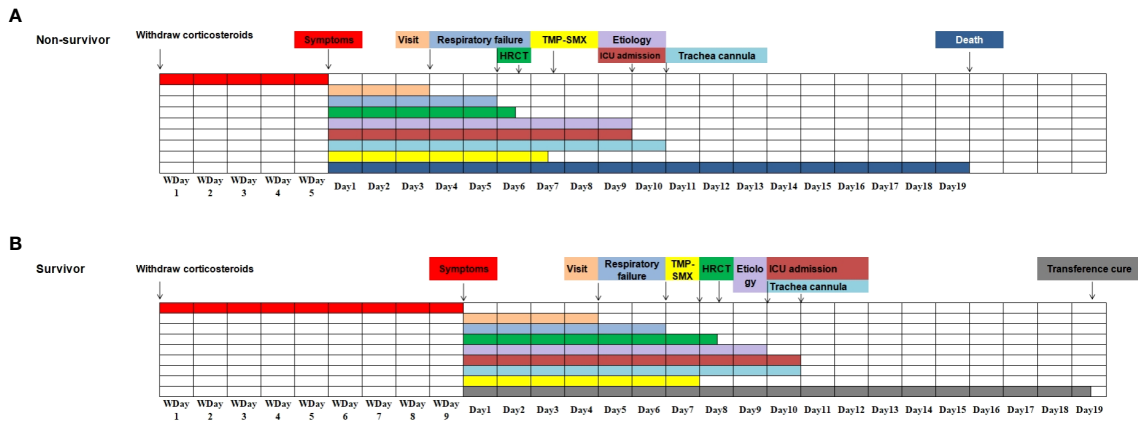 A
Non-survivor
Withdraw corticosteroids
Symptoms
Visit
Respiratory failure
TMP-SMX
Etiology
Death
HRCT
ICU admission
Trachea cannula
WDay 1 WDay 2 WDay 3 WDay 4 WDay 5 Day1 Day2 Day3 Day4 Day5 Day6 Day7 Day8 Day9 Day10 Day11 Day12 Day13 Day14 Day15 Day16 Day17 Day18 Day19
B
Survivor
Withdraw corticosteroids
Symptoms
Visit
Respiratory
failure
TMP-
SMX
HRCT
Etiolo
gy
ICU admission
Trachea cannula
Transference cure
WDay 1 WDay 2 WDay 3 WDay 4 WDay 5 WDay 6 WDay 7 WDay 8 WDay 9 Day1 Day2 Day3 Day4 Day5 Day6 Day7 Day8 Day9 Day10 Day11 Day12 Day13 Day14 Day15 Day16 Day17 Day18 Day19